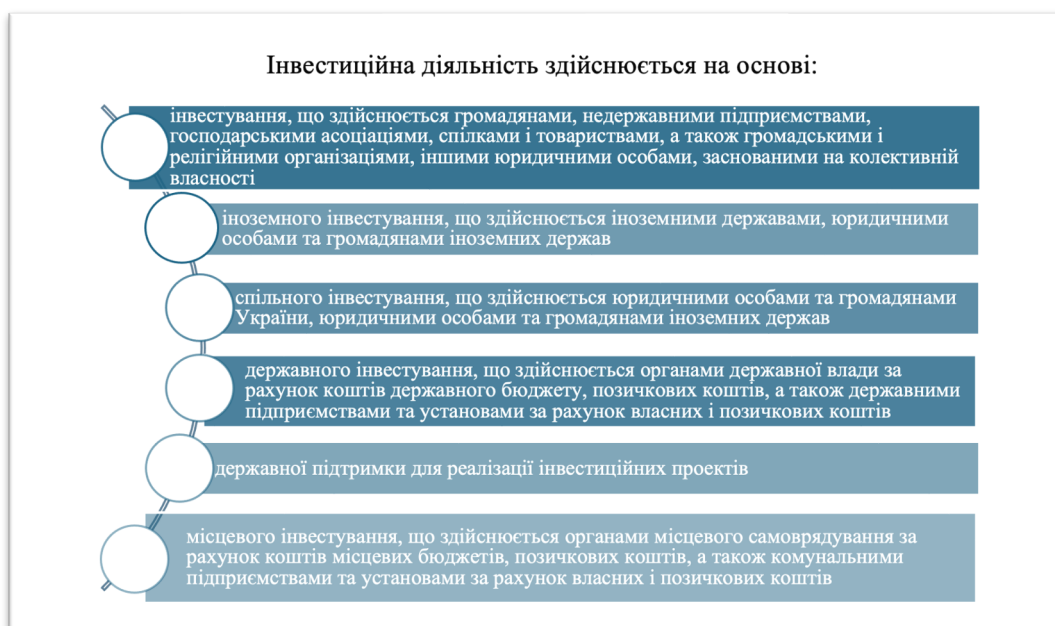 Інвестиційна діяльність здійснюється на основі:
інвестування, що здійснюється громадянами, недержавними підприємствами,
господарськими асоціаціями, спілками і товариствами, а також громадськими і
релігійними організаціями, іншими юридичними особами, заснованими на колективній
власності
іноземного інвестування, що здійснюється іноземними державами, юридичними
особами та громадянами іноземних держав
спільного інвестування, що здійснюється юридичними особами та громадянами
України, юридичними особами та громадянами іноземних держав
державного інвестування, що здійснюється органами державної влади за
рахунок коштів державного бюджету, позичкових коштів, а також державними
підприємствами та установами за рахунок власних і позичкових коштів
державної підтримки для реалізації інвестиційних проектів
місцевого інвестування, що здійснюється органами місцевого самоврядування за
рахунок коштів місцевих бюджетів, позичкових коштів, а також комунальними
підприємствами та установами за рахунок власних і позичкових коштів